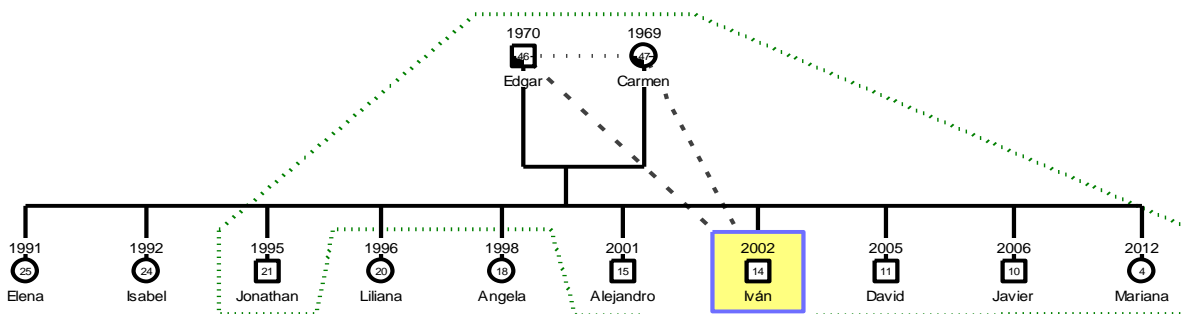 1970 1969
46 47
Edgar Carmen
1991 1992 1995 1996 1998 2001 2002 2005 2006 2012
25 24 21 20 18 15 14 11 10 4
Elena Isabel Jonathan Liliana Angela Alejandro Iván David Javier Mariana